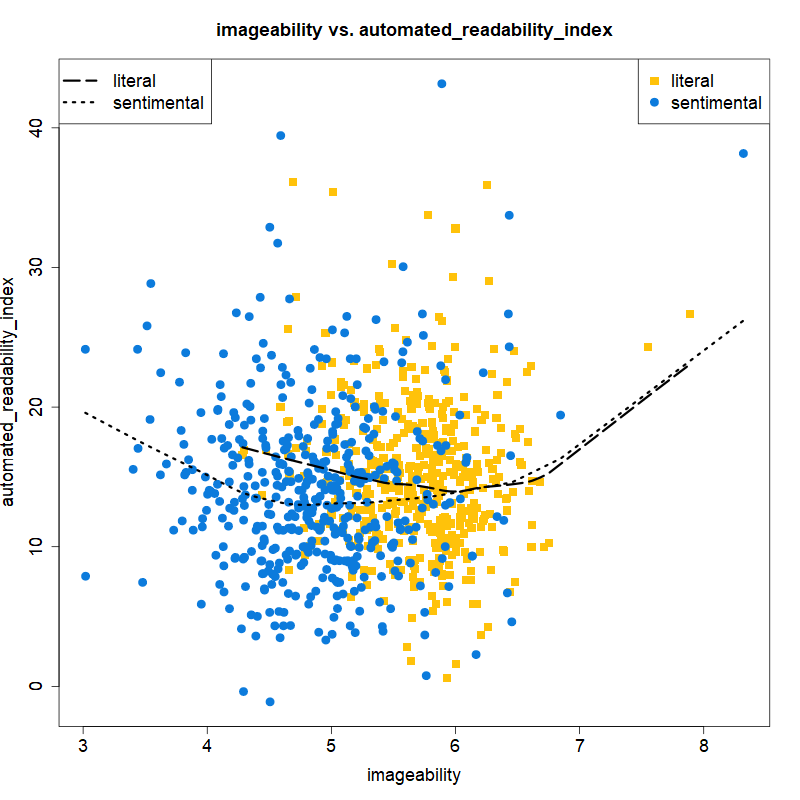 imageability vs. automated_readability_index
literal
sentimental
literal
sentimental
automated_readability_index
40
30
20
10
0
3 4 5 6 7 8
imageability